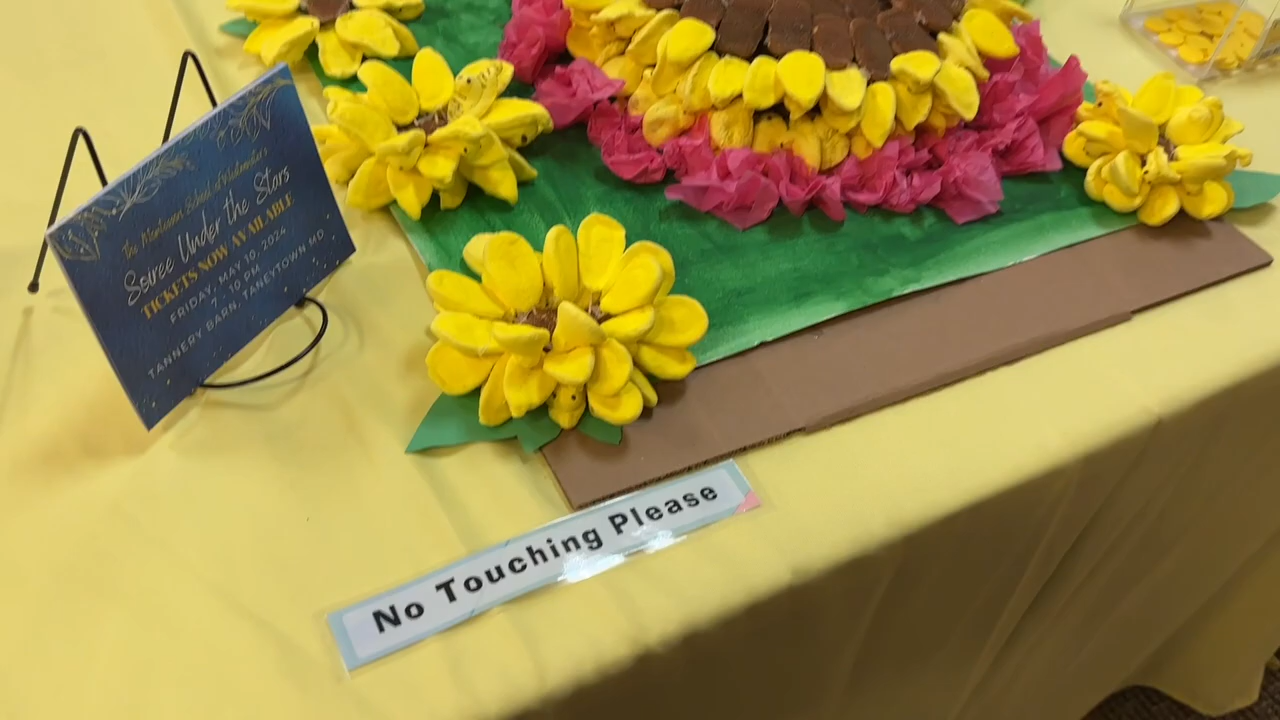 The Montessori School of Westminster
Soiree Under the Stars
TICKETS NOW AVAILABLE
FRIDAY, MAY 10, 2024
7 - 10 PM
TANNERY BARN, TANEYTOWN MD
No Touching Please